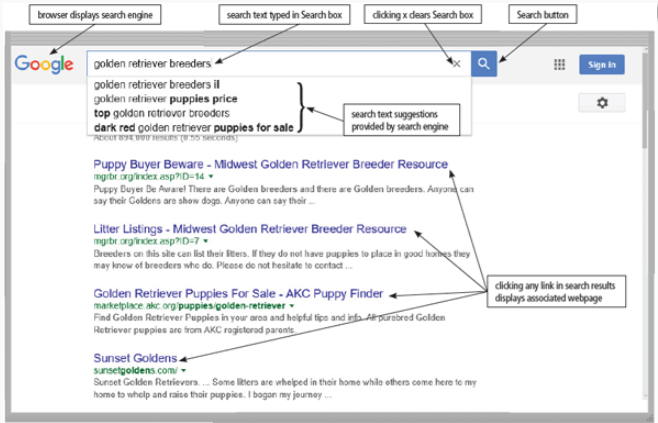 browser displays search engine
search text typed in Search box
clicking x clears Search box
Search button
Google
golden retriever breeders
×
Sign in
golden retriever breeders il
golden retriever puppies price
top golden retriever breeders
dark red golden retriever puppies for sale
search text suggestions
provided by search engine
About 894,000 results (0.55 seconds)
Puppy Buyer Beware - Midwest Golden Retriever Breeder Resource
mgrbr.org/index.asp?ID=14
Puppy Buyer Be Aware! There are Golden breeders and there are Golden breeders. Anyone can
say their Goldens are show dogs. Anyone can say their ...
Litter Listings - Midwest Golden Retriever Breeder Resource
mgrbr.org/index.asp?ID=7
Breeders on this site can list their litters. If they do not have puppies to place in good homes they
may know of breeders who do. Please do not hesitate to contact ...
clicking any link in search results
displays associated webpage
Golden Retriever Puppies For Sale - AKC Puppy Finder
marketplace.akc.org/puppies/golden-retriever
Find Golden Retriever Puppies in your area and helpful tips and info. All purebred Golden
Retriever puppies are from AKC registered parents.
Sunset Goldens
sunsetgoldens.com/
Sunset Golden Retrievers. ... Some litters are whelped in their home while others come here to my
home to whelp and raise their puppies. I began my journey ...